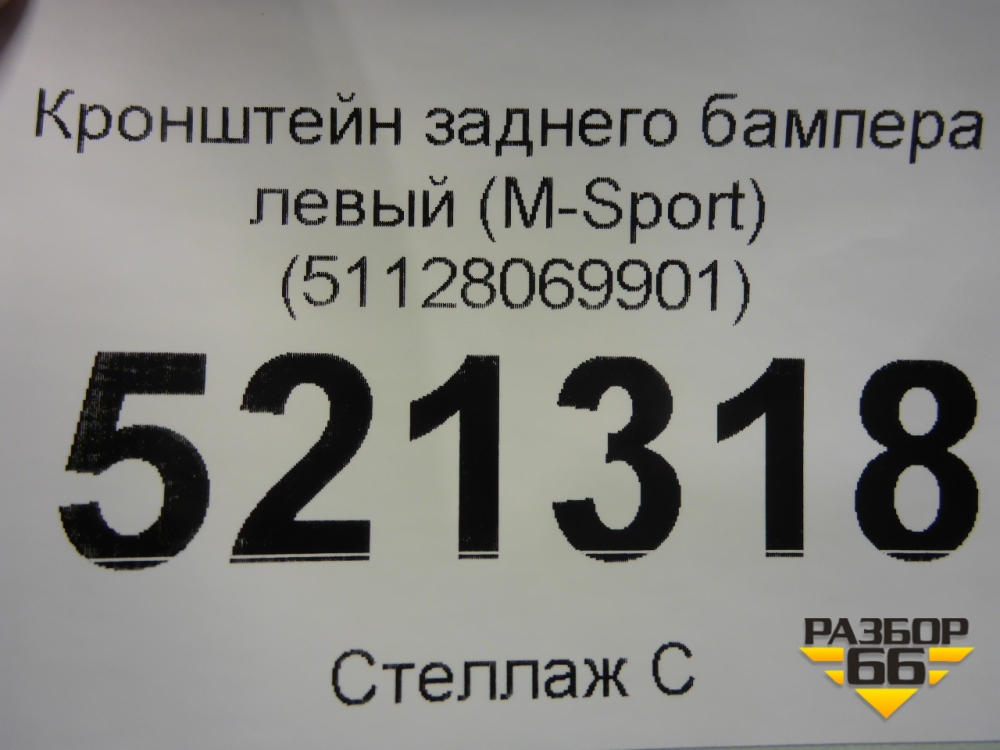 Кронштейн заднего бампера
левый (M-Sport)
(51128069901)
521318
Стеллаж С
РАЗБОР
66